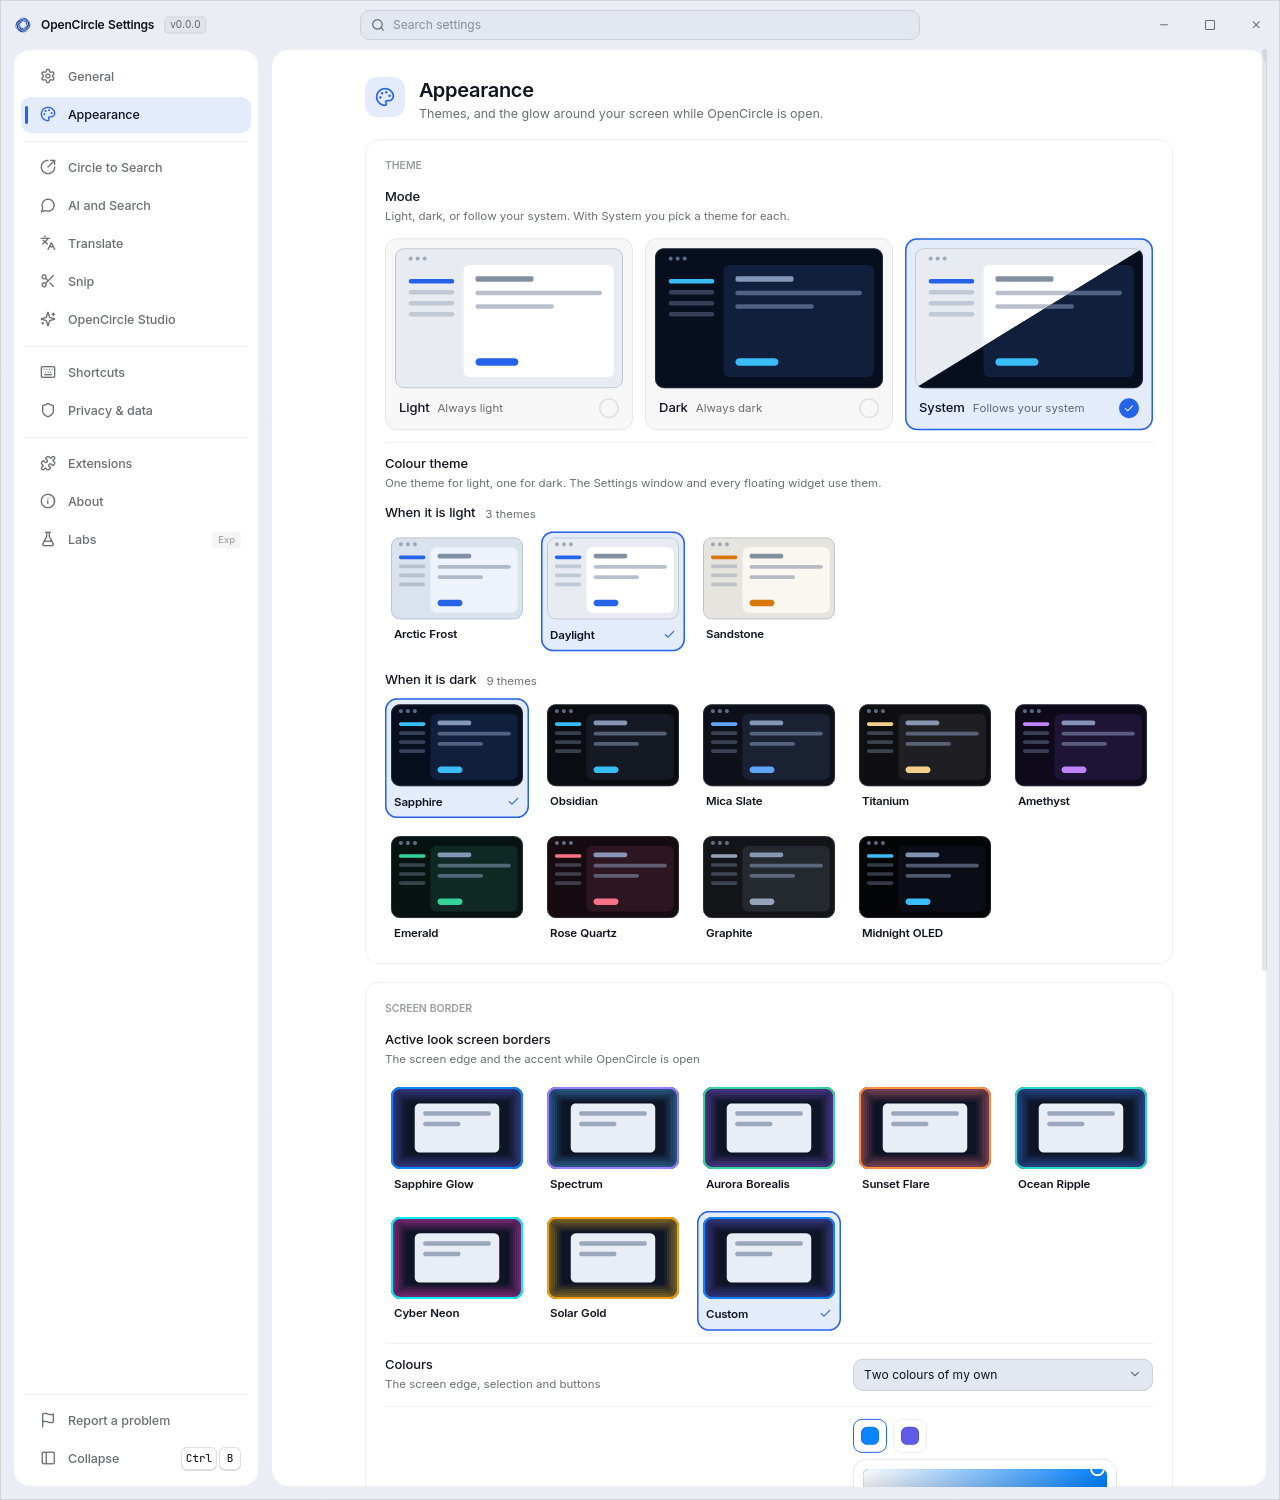 OpenCircle Settings v0.0.0
Search settings
General
Appearance
Circle to Search
AI and Search
Translate
Snip
OpenCircle Studio
Shortcuts
Privacy & data
Extensions
About
Labs Exp
Report a problem
Collapse Ctrl B
Appearance
Themes, and the glow around your screen while OpenCircle is open.
THEME
Mode
Light, dark, or follow your system. With System you pick a theme for each.
Light Always light
Dark Always dark
System Follows your system
Colour theme
One theme for light, one for dark. The Settings window and every floating widget use them.
When it is light 3 themes
Arctic Frost
Daylight
Sandstone
When it is dark 9 themes
Sapphire
Obsidian
Mica Slate
Titanium
Amethyst
Emerald
Rose Quartz
Graphite
Midnight OLED
SCREEN BORDER
Active look screen borders
The screen edge and the accent while OpenCircle is open
Sapphire Glow
Spectrum
Aurora Borealis
Sunset Flare
Ocean Ripple
Cyber Neon
Solar Gold
Custom
Colours
The screen edge, selection and buttons
Two colours of my own